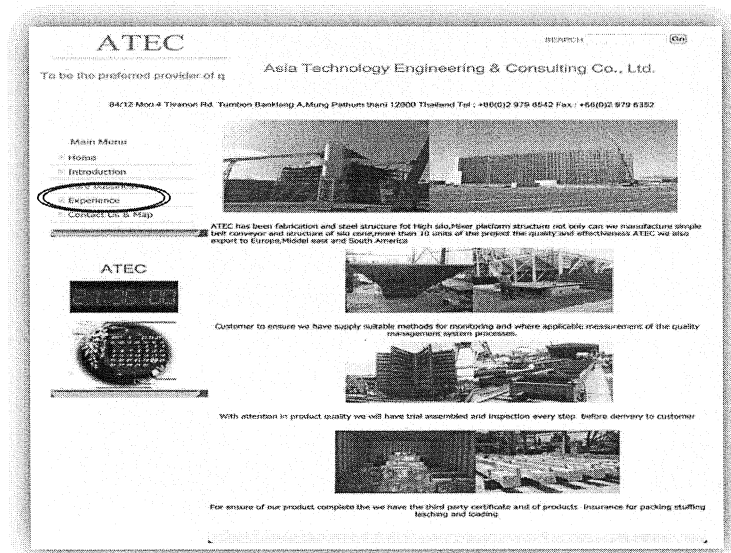 ATEC
SEARCH Go
To be the preferred provider of q
Asia Technology Engineering & Consulting Co., Ltd.
84/12 Moo.4 Tivanon Rd. Tumbon Banklang A.Mung Pathum thani 12000 Thailand Tel : +66(0)2 979 6542 Fax : +66(0)2 979 6352
Main Menu
Home
Introduction
Experience
Contact Us & Map
ATEC has been fabrication and steel structure fot High silo,Mixer platform structure not only can we manufacture simple
belt conveyor and structure of silo cone,more than 10 units of the project the quality and effectiveness ATEC we also
export to Europe,Middel east and South America
ATEC
Customer to ensure we have supply suitable methods for monitoring and where applicable measurement of the quality
management system processes.
With attention in product quality we will have trial assembled and inspection every step before derivery to customer
For ensure of our product complete the we have the third party certificate and of products insurance for packing stuffing
lasching and loading